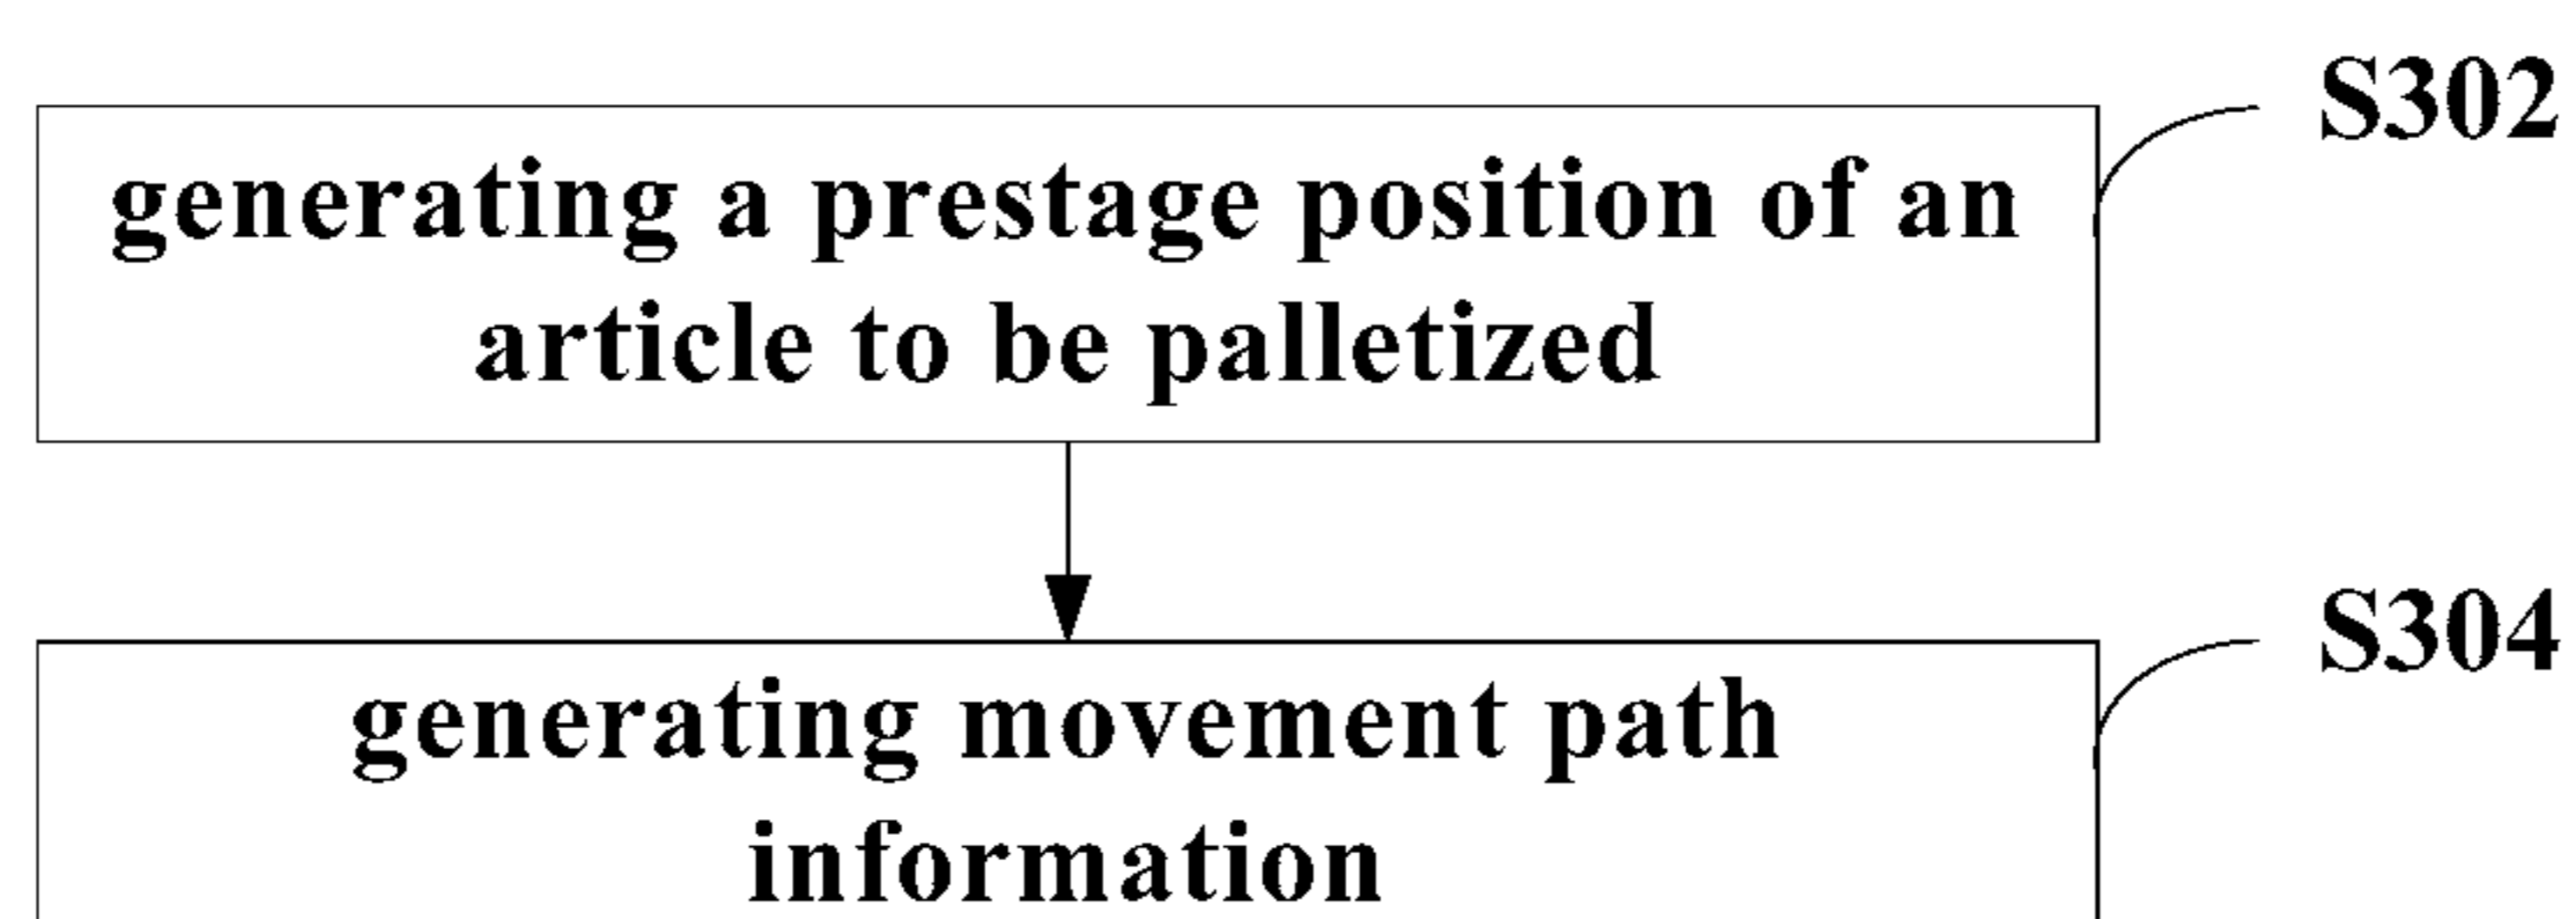 S302
generating a prestage position of an
article to be palletized
S304
generating movement path
information